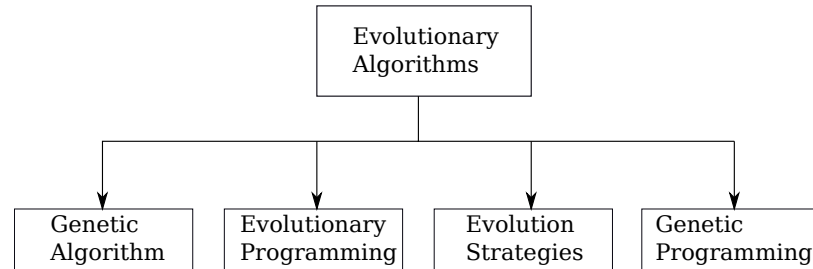 Evolutionary
Algorithms
Genetic
Algorithm
Evolutionary
Programming
Evolution
Strategies
Genetic
Programming